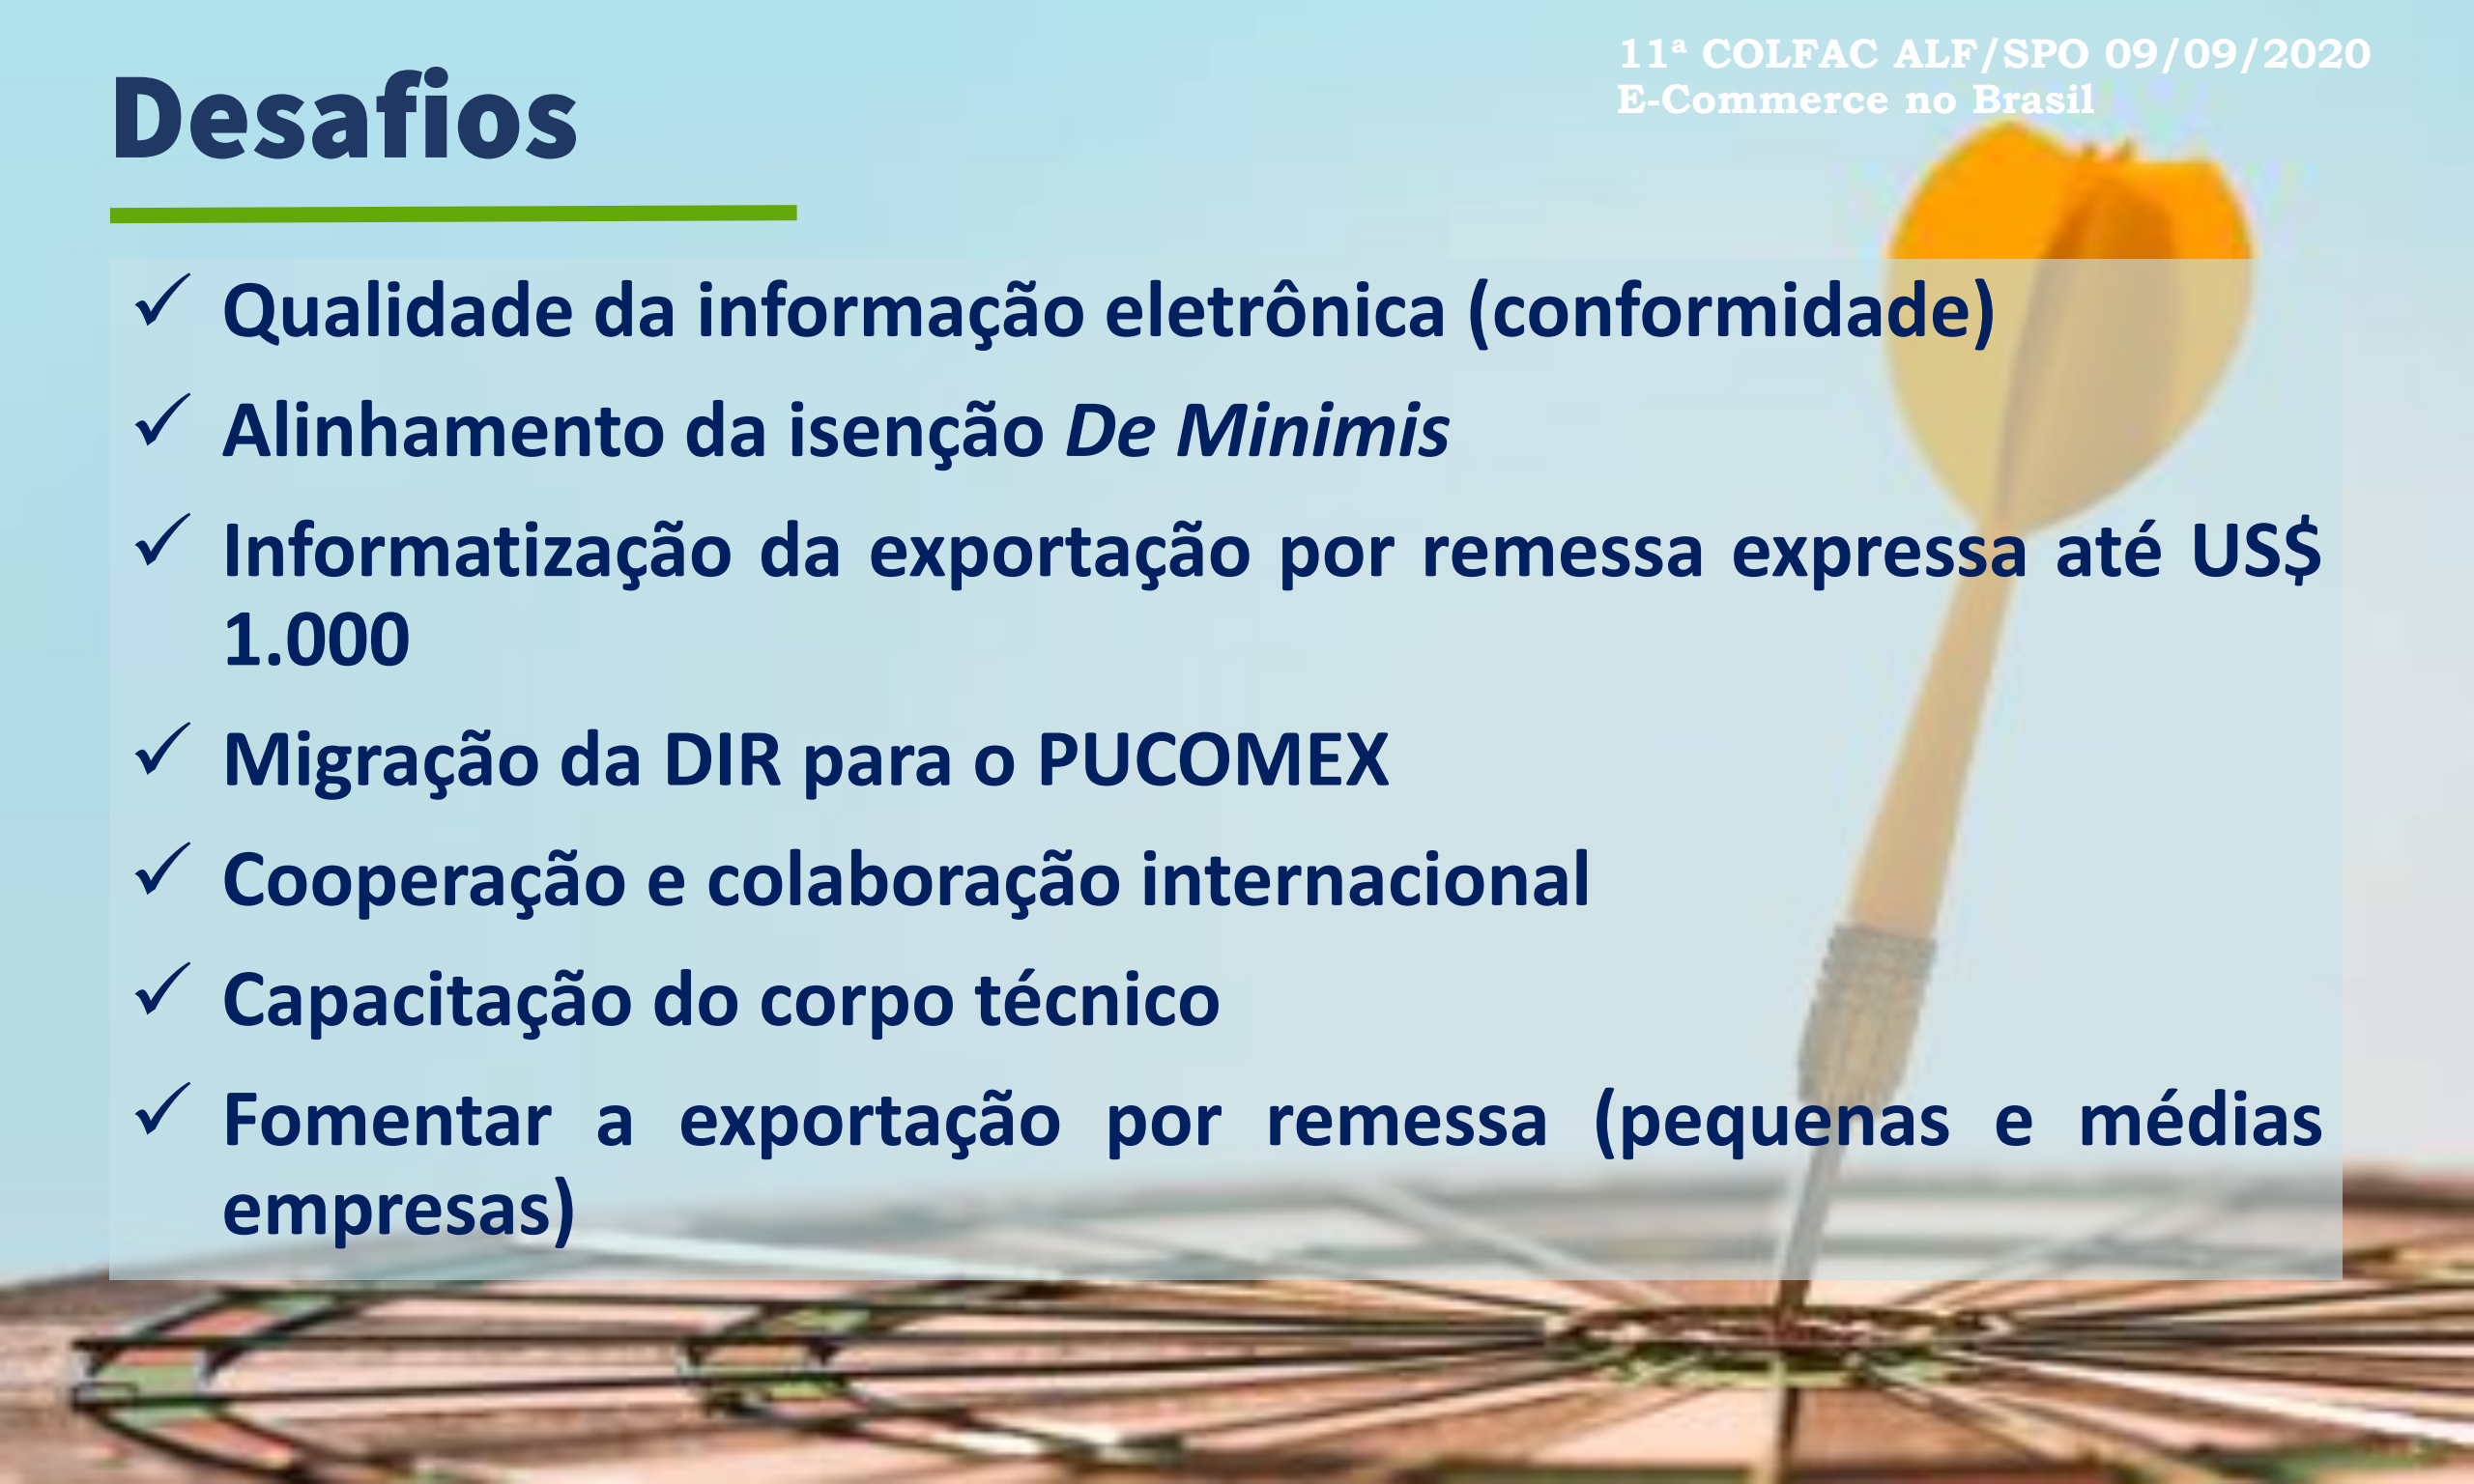 11ª COLFAC ALF/SPO 09/09/2020
E-Commerce no Brasil
Desafios
✓ Qualidade da informação eletrônica (conformidade)
✓ Alinhamento da isenção De Minimis
✓ Informatização da exportação por remessa expressa até US$
1.000
✓ Migração da DIR para o PUCOMEX
✓ Cooperação e colaboração internacional
✓ Capacitação do corpo técnico
✓ Fomentar a exportação por remessa (pequenas e médias
empresas)